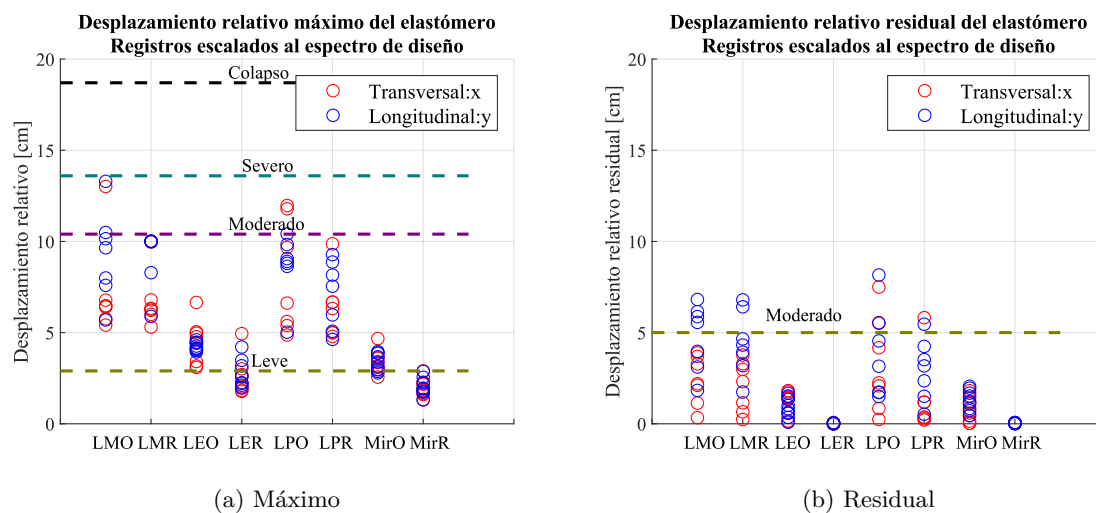 Desplazamiento relativo máximo del elastómero
Registros escalados al espectro de diseño
Desplazamiento relativo [cm]
20
15
10
5
0
Colapso
Severo
Moderado
Leve
Transversal:x
Longitudinal:y
LMO LMR LEO LER LPO LPR MirO MirR
(a) Máximo
Desplazamiento relativo residual del elastómero
Registros escalados al espectro de diseño
Desplazamiento relativo residual [cm]
20
15
10
5
0
Moderado
Transversal:x
Longitudinal:y
LMO LMR LEO LER LPO LPR MirO MirR
(b) Residual